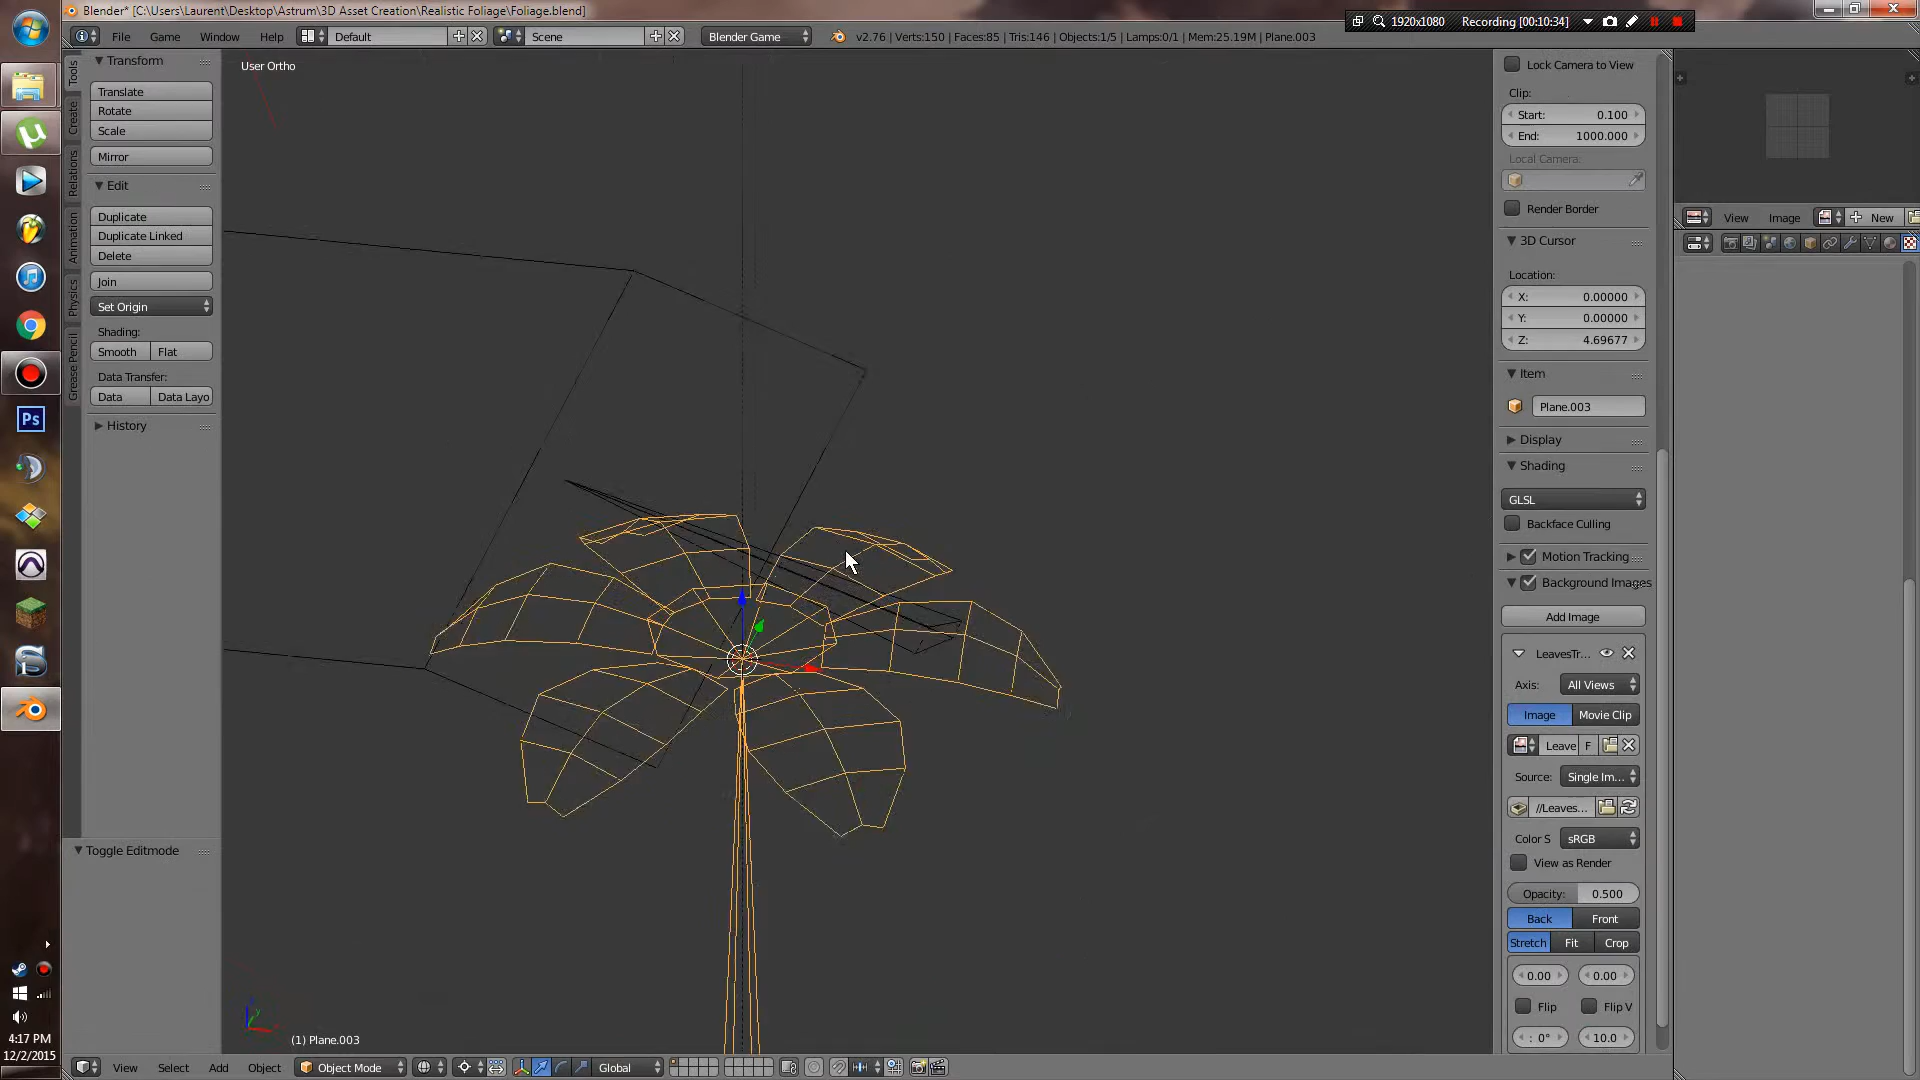 Blender* [C:\Users\Laurent\Desktop\Astrum\3D Asset Creation\Realistic Foliage\Foliage.blend]
1920x1080 Recording [00:10:34]
File Game Window Help Default Scene Blender Game v2.76 | Verts:150 | Faces:85 | Tris:146 | Objects:1/5 | Lamps:0/1 | Mem:25.19M | Plane.003
Tools
Create
Relations
Animation
Physics
Grease Pencil
Transform
Translate
Rotate
Scale
Mirror
Edit
Duplicate
Duplicate Linked
Delete
Join
Set Origin
Shading:
Smooth Flat
Data Transfer:
Data Data Layo
History
Toggle Editmode
User Ortho
(1) Plane.003
Lock Camera to View
Clip:
Start: 0.100
End: 1000.000
Local Camera:
Render Border
3D Cursor
Location:
X: 0.00000
Y: 0.00000
Z: 4.69677
Item
Plane.003
Display
Shading
GLSL
Backface Culling
Motion Tracking
Background Images
Add Image
LeavesTr...
Axis: All Views
Image Movie Clip
Leave F
Source: Single Im...
//Leaves...
Color S sRGB
View as Render
Opacity: 0.500
Back Front
Stretch Fit Crop
0.00 0.00
Flip Flip V
: 0° 10.0
View Image New
Ps
4:17 PM
12/2/2015
View Select Add Object Object Mode Global